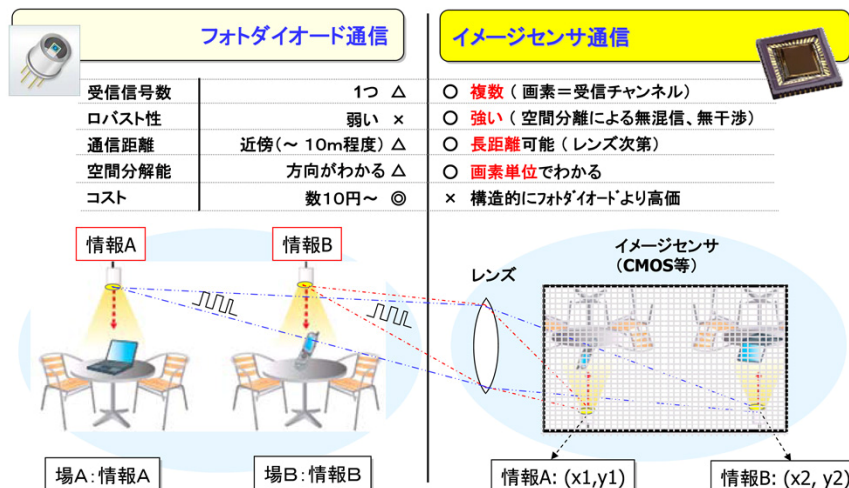 フォトダイオード通信
イメージセンサ通信
受信信号数 1つ △ ○ 複数 ( 画素＝受信チャンネル)
ロバスト性 弱い × ○ 強い ( 空間分離による無混信、無干渉)
通信距離 近傍(～ 10m程度) △ ○ 長距離可能 ( レンズ次第)
空間分解能 方向がわかる △ ○ 画素単位でわかる
コスト 数10円～ ◎ × 構造的にフォトダイオードより高価
情報A
情報B
レンズ
イメージセンサ
(CMOS等)
場A:情報A
場B:情報B
情報A: (x1,y1)
情報B: (x2, y2)